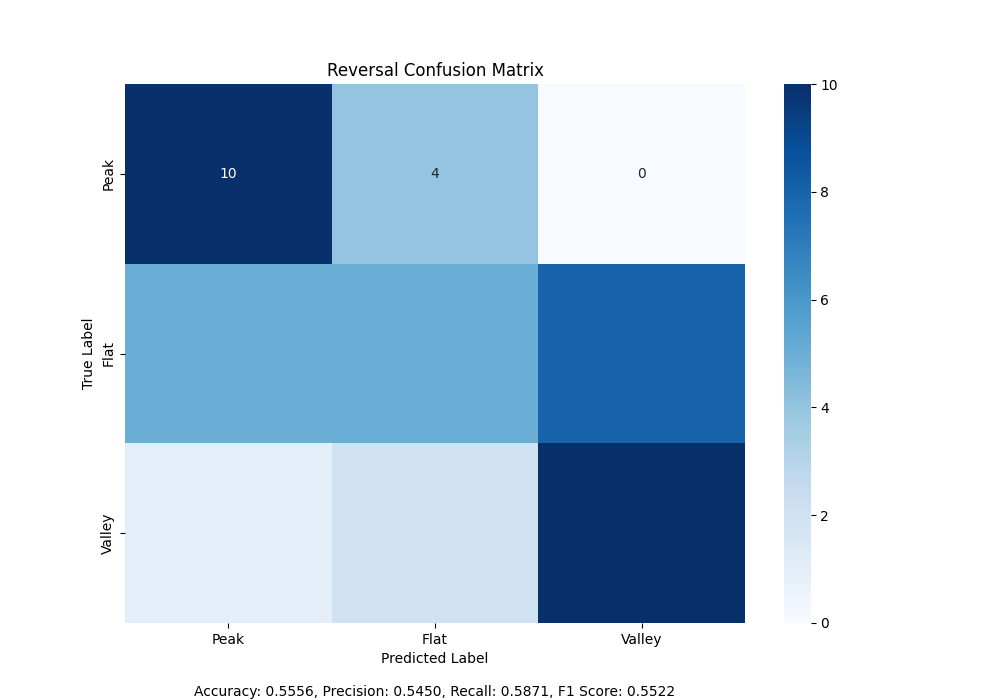 Reversal Confusion Matrix
10
8
6
4
2
0
Peak
10 4 0
Flat
Valley
True Label
Peak Flat Valley
Predicted Label
Accuracy: 0.5556, Precision: 0.5450, Recall: 0.5871, F1 Score: 0.5522